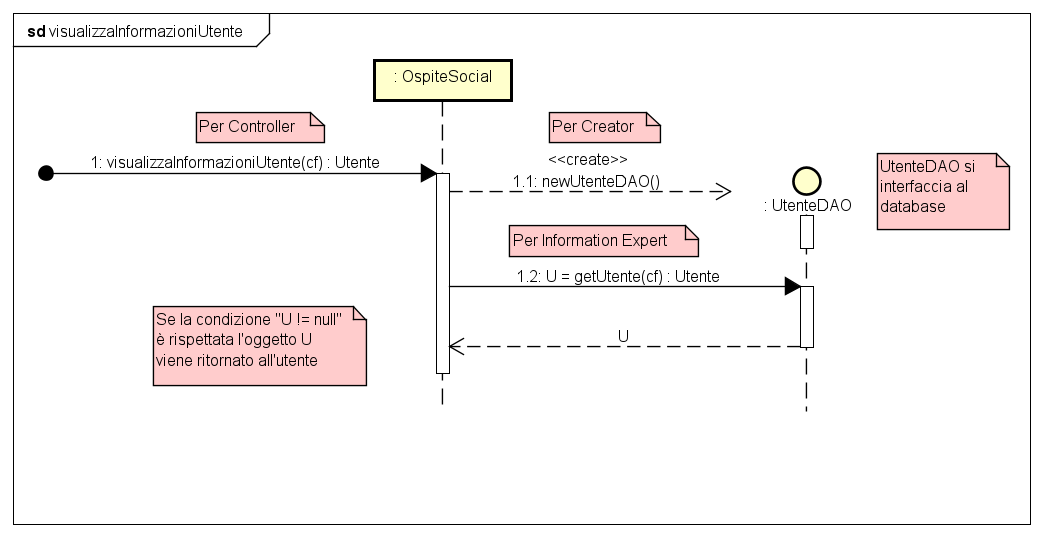 sd visualizzaInformazioniUtente
: OspiteSocial
Per Controller
Per Creator
1: visualizzaInformazioniUtente(cf) : Utente
<<create>>
1.1: newUtenteDAO()
: UtenteDAO
UtenteDAO si
interfaccia al
database
Per Information Expert
1.2: U = getUtente(cf) : Utente
Se la condizione "U != null"
è rispettata l'oggetto U
viene ritornato all'utente
U